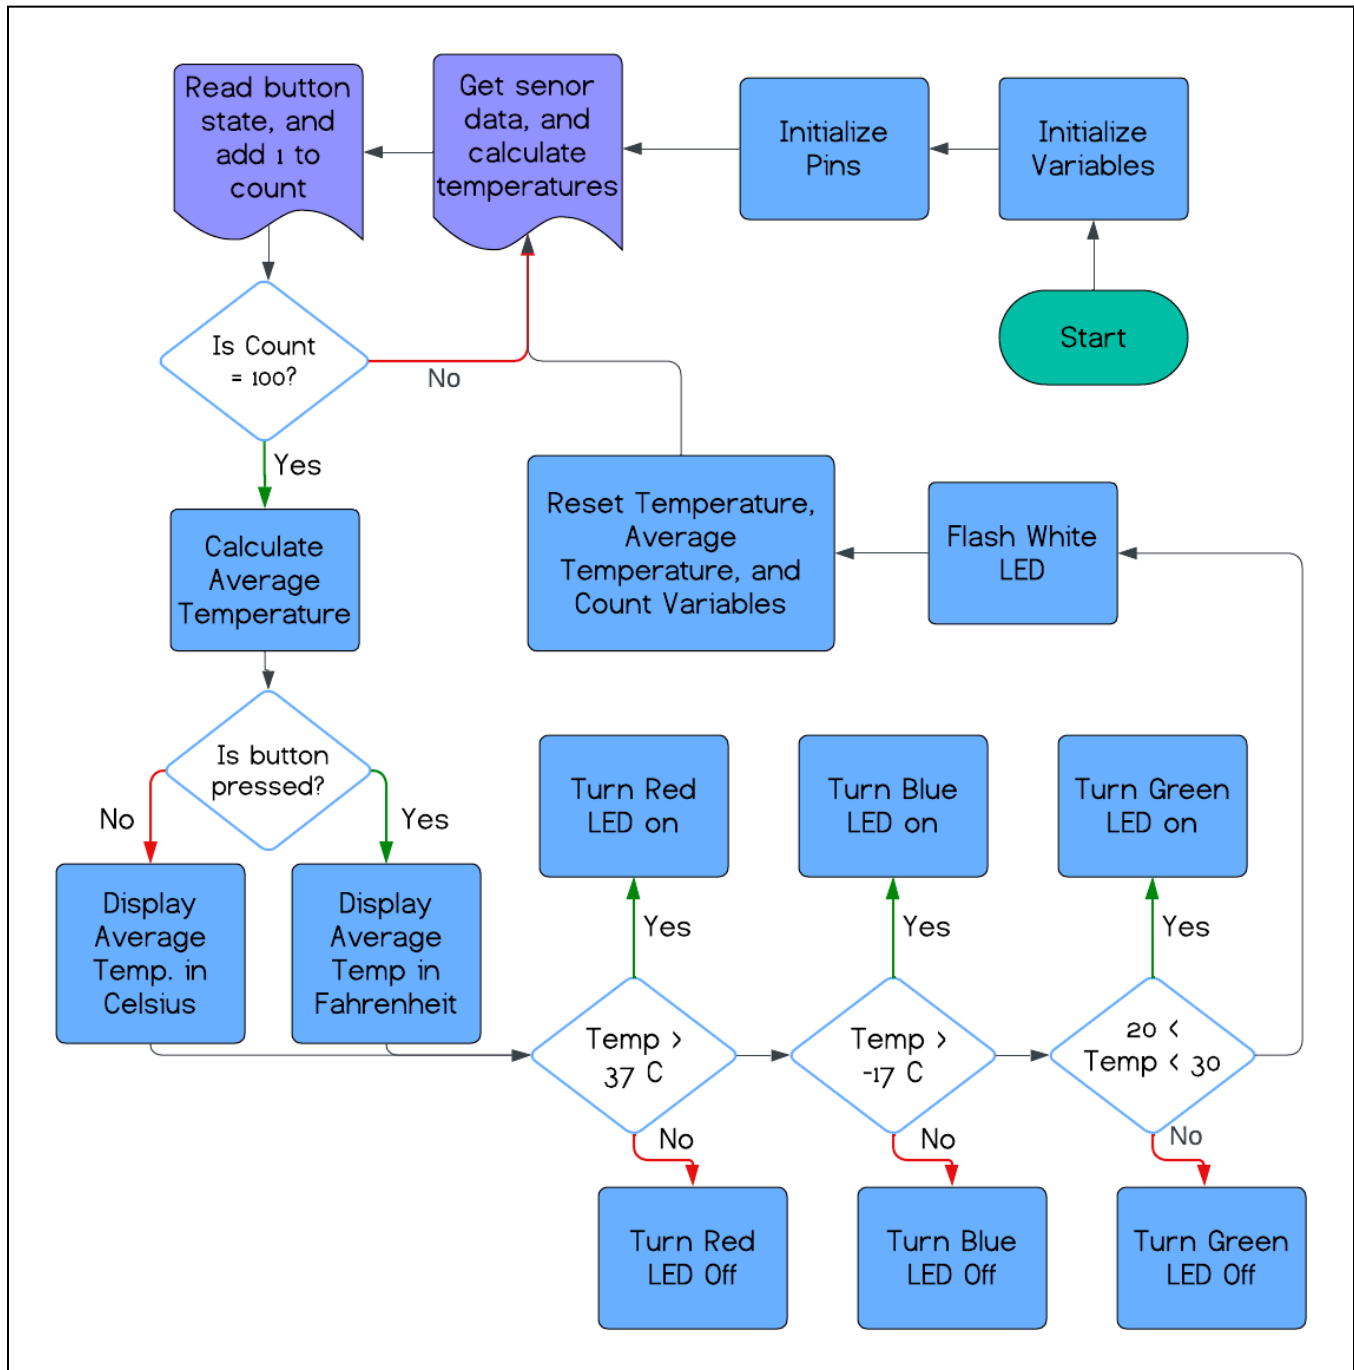 Read button
state, and
add 1 to
count
Get senor
data, and
calculate
temperatures
Initialize
Pins
Initialize
Variables
Start
Is Count
= 100?
No
Yes
Calculate
Average
Temperature
Reset Temperature,
Average
Temperature, and
Count Variables
Flash White
LED
Is button
pressed?
No
Yes
Display
Average
Temp. in
Celsius
Display
Average
Temp in
Fahrenheit
Turn Red
LED on
Turn Blue
LED on
Turn Green
LED on
Yes
Yes
Yes
Temp >
37 C
Temp >
-17 C
20 <
Temp < 30
No
No
No
Turn Red
LED Off
Turn Blue
LED Off
Turn Green
LED Off